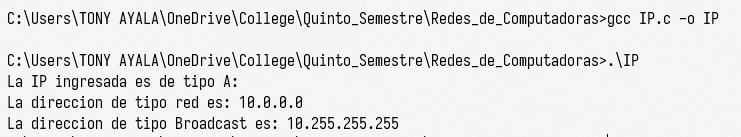 C:\Users\TONY AYALA\OneDrive\College\Quinto_Semestre\Redes_de_Computadoras>gcc IP.c -o IP
C:\Users\TONY AYALA\OneDrive\College\Quinto_Semestre\Redes_de_Computadoras>.\IP
La IP ingresada es de tipo A:
La direccion de tipo red es: 10.0.0.0
La direccion de tipo Broadcast es: 10.255.255.255